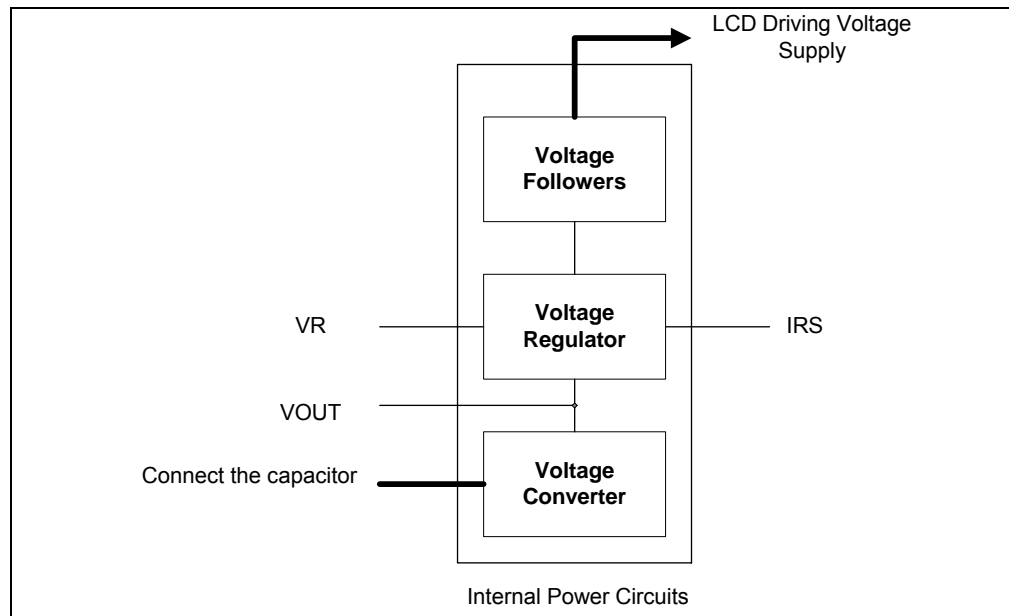 LCD Driving Voltage
Supply
Voltage
Followers
VR
Voltage
Regulator
IRS
VOUT
Connect the capacitor
Voltage
Converter
Internal Power Circuits